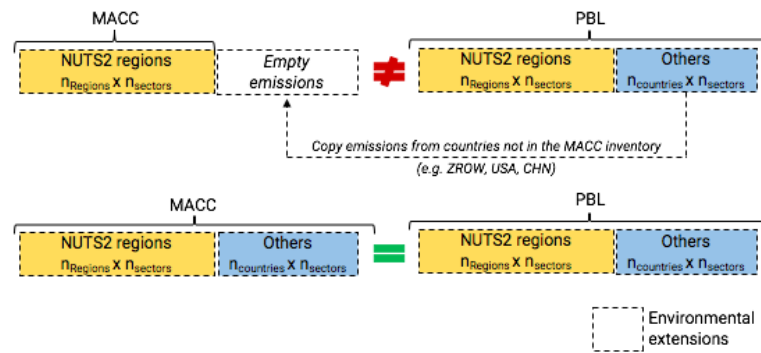 MACC
PBL
NUTS2 regions
nRegions x nsectors
Empty
emissions
≠
NUTS2 regions
nRegions x nsectors
Others
ncountries x nsectors
Copy emissions from countries not in the MACC inventory
(e.g. ZROW, USA, CHN)
MACC
PBL
NUTS2 regions
nRegions x nsectors
Others
ncountries x nsectors
=
NUTS2 regions
nRegions x nsectors
Others
ncountries x nsectors
Environmental
extensions